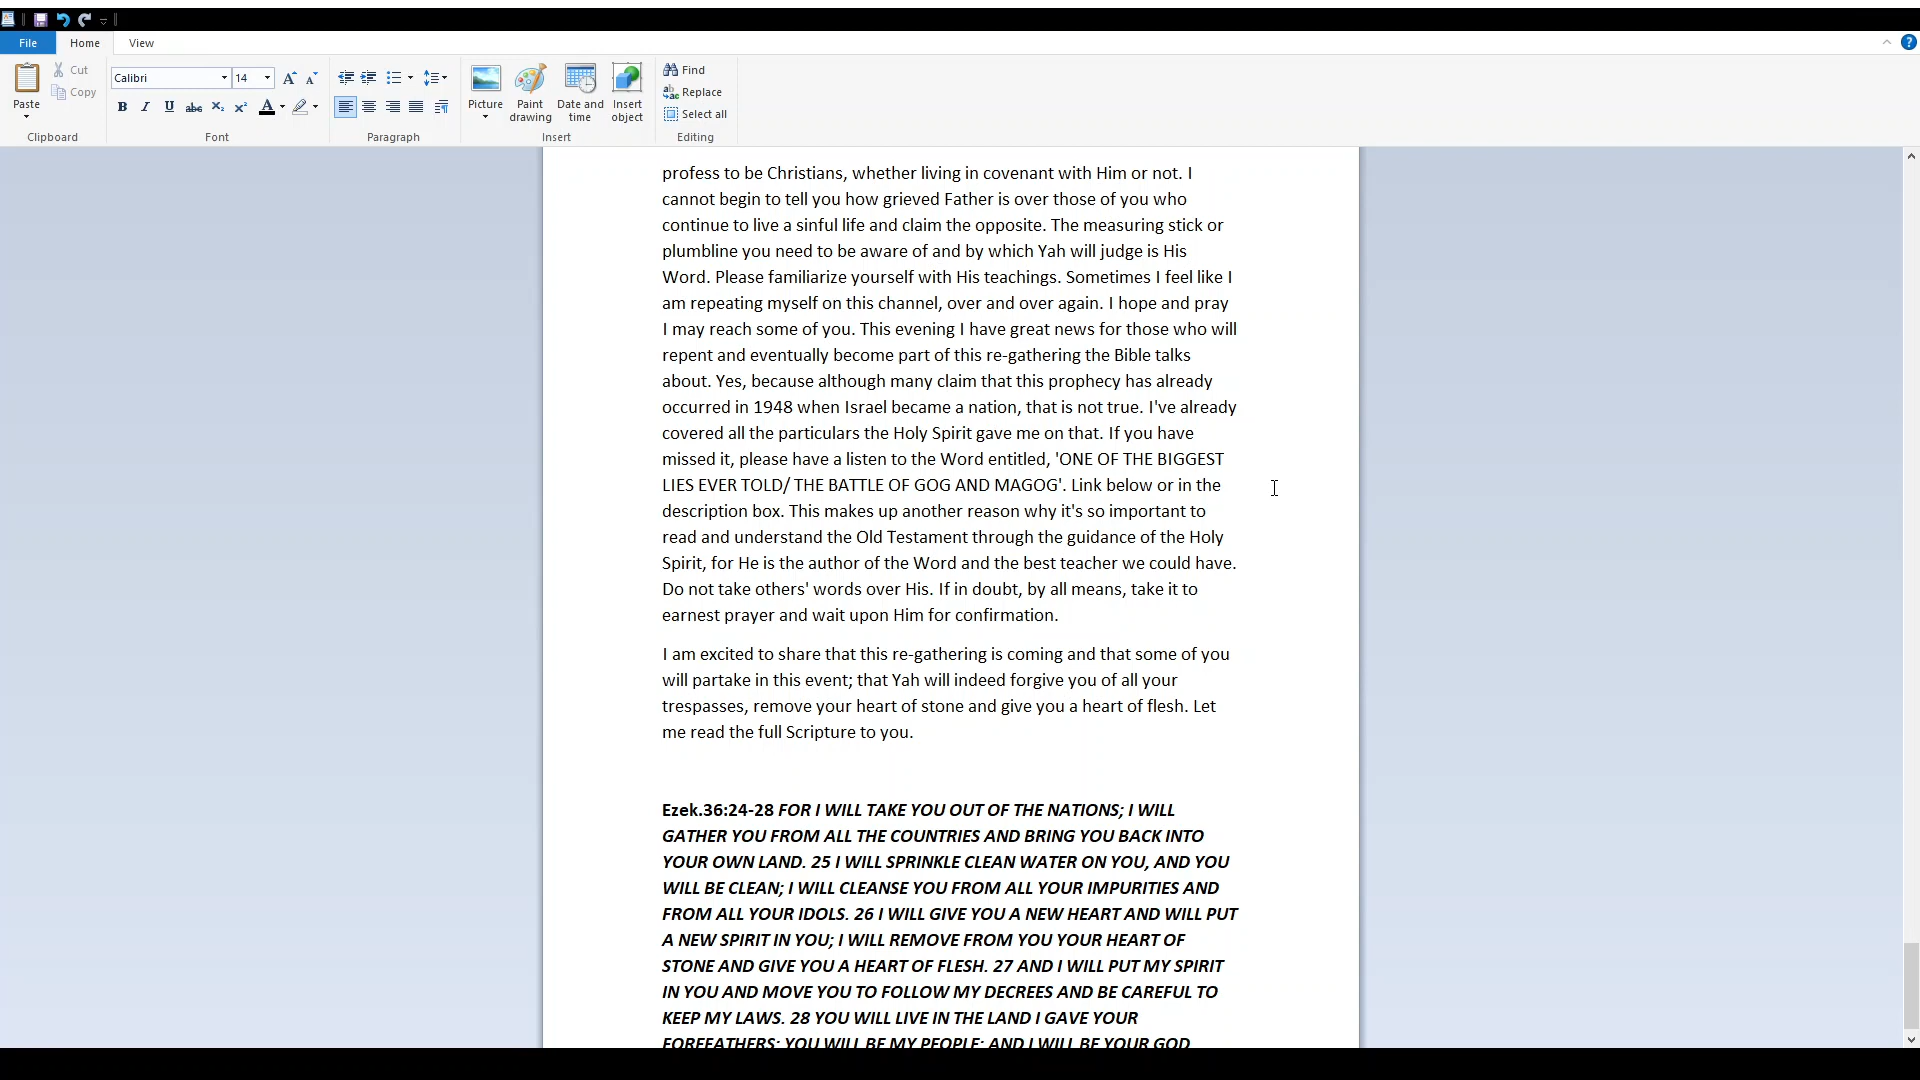 File
Home
View
Paste
Cut
Copy
Clipboard
Calibri
14
Font
Paragraph
Picture
Paint drawing
Date and time
Insert object
Insert
Find
Replace
Select all
Editing
profess to be Christians, whether living in covenant with Him or not. I
cannot begin to tell you how grieved Father is over those of you who
continue to live a sinful life and claim the opposite. The measuring stick or
plumbline you need to be aware of and by which Yah will judge is His
Word. Please familiarize yourself with His teachings. Sometimes I feel like I
am repeating myself on this channel, over and over again. I hope and pray
I may reach some of you. This evening I have great news for those who will
repent and eventually become part of this re-gathering the Bible talks
about. Yes, because although many claim that this prophecy has already
occurred in 1948 when Israel became a nation, that is not true. I've already
covered all the particulars the Holy Spirit gave me on that. If you have
missed it, please have a listen to the Word entitled, 'ONE OF THE BIGGEST
LIES EVER TOLD/ THE BATTLE OF GOG AND MAGOG'. Link below or in the
description box. This makes up another reason why it's so important to
read and understand the Old Testament through the guidance of the Holy
Spirit, for He is the author of the Word and the best teacher we could have.
Do not take others' words over His. If in doubt, by all means, take it to
earnest prayer and wait upon Him for confirmation.
I am excited to share that this re-gathering is coming and that some of you
will partake in this event; that Yah will indeed forgive you of all your
trespasses, remove your heart of stone and give you a heart of flesh. Let
me read the full Scripture to you.
Ezek.36:24-28 FOR I WILL TAKE YOU OUT OF THE NATIONS; I WILL
GATHER YOU FROM ALL THE COUNTRIES AND BRING YOU BACK INTO
YOUR OWN LAND. 25 I WILL SPRINKLE CLEAN WATER ON YOU, AND YOU
WILL BE CLEAN; I WILL CLEANSE YOU FROM ALL YOUR IMPURITIES AND
FROM ALL YOUR IDOLS. 26 I WILL GIVE YOU A NEW HEART AND WILL PUT
A NEW SPIRIT IN YOU; I WILL REMOVE FROM YOU YOUR HEART OF
STONE AND GIVE YOU A HEART OF FLESH. 27 AND I WILL PUT MY SPIRIT
IN YOU AND MOVE YOU TO FOLLOW MY DECREES AND BE CAREFUL TO
KEEP MY LAWS. 28 YOU WILL LIVE IN THE LAND I GAVE YOUR
FOREFATHERS; YOU WILL BE MY PEOPLE; AND I WILL BE YOUR GOD